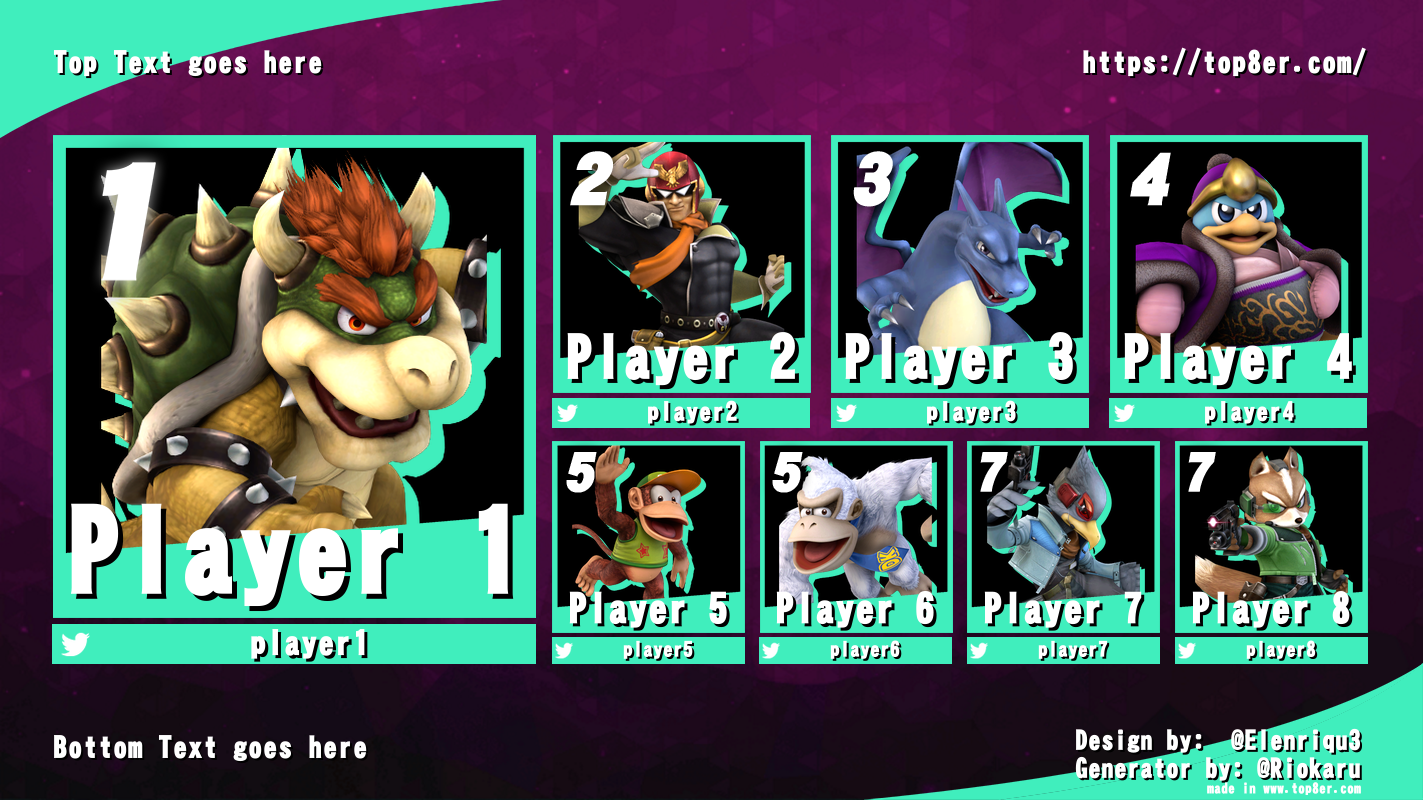 Top Text goes here
https://top8er.com/
1
Player 1
player1
2
Player 2
player2
3
Player 3
player3
4
Player 4
player4
5
Player 5
player5
5
DK
Player 6
player6
7
Player 7
player7
7
Player 8
player8
Bottom Text goes here
Design by: @Elenriqu3
Generator by: @Riokaru
made in www.top8er.com